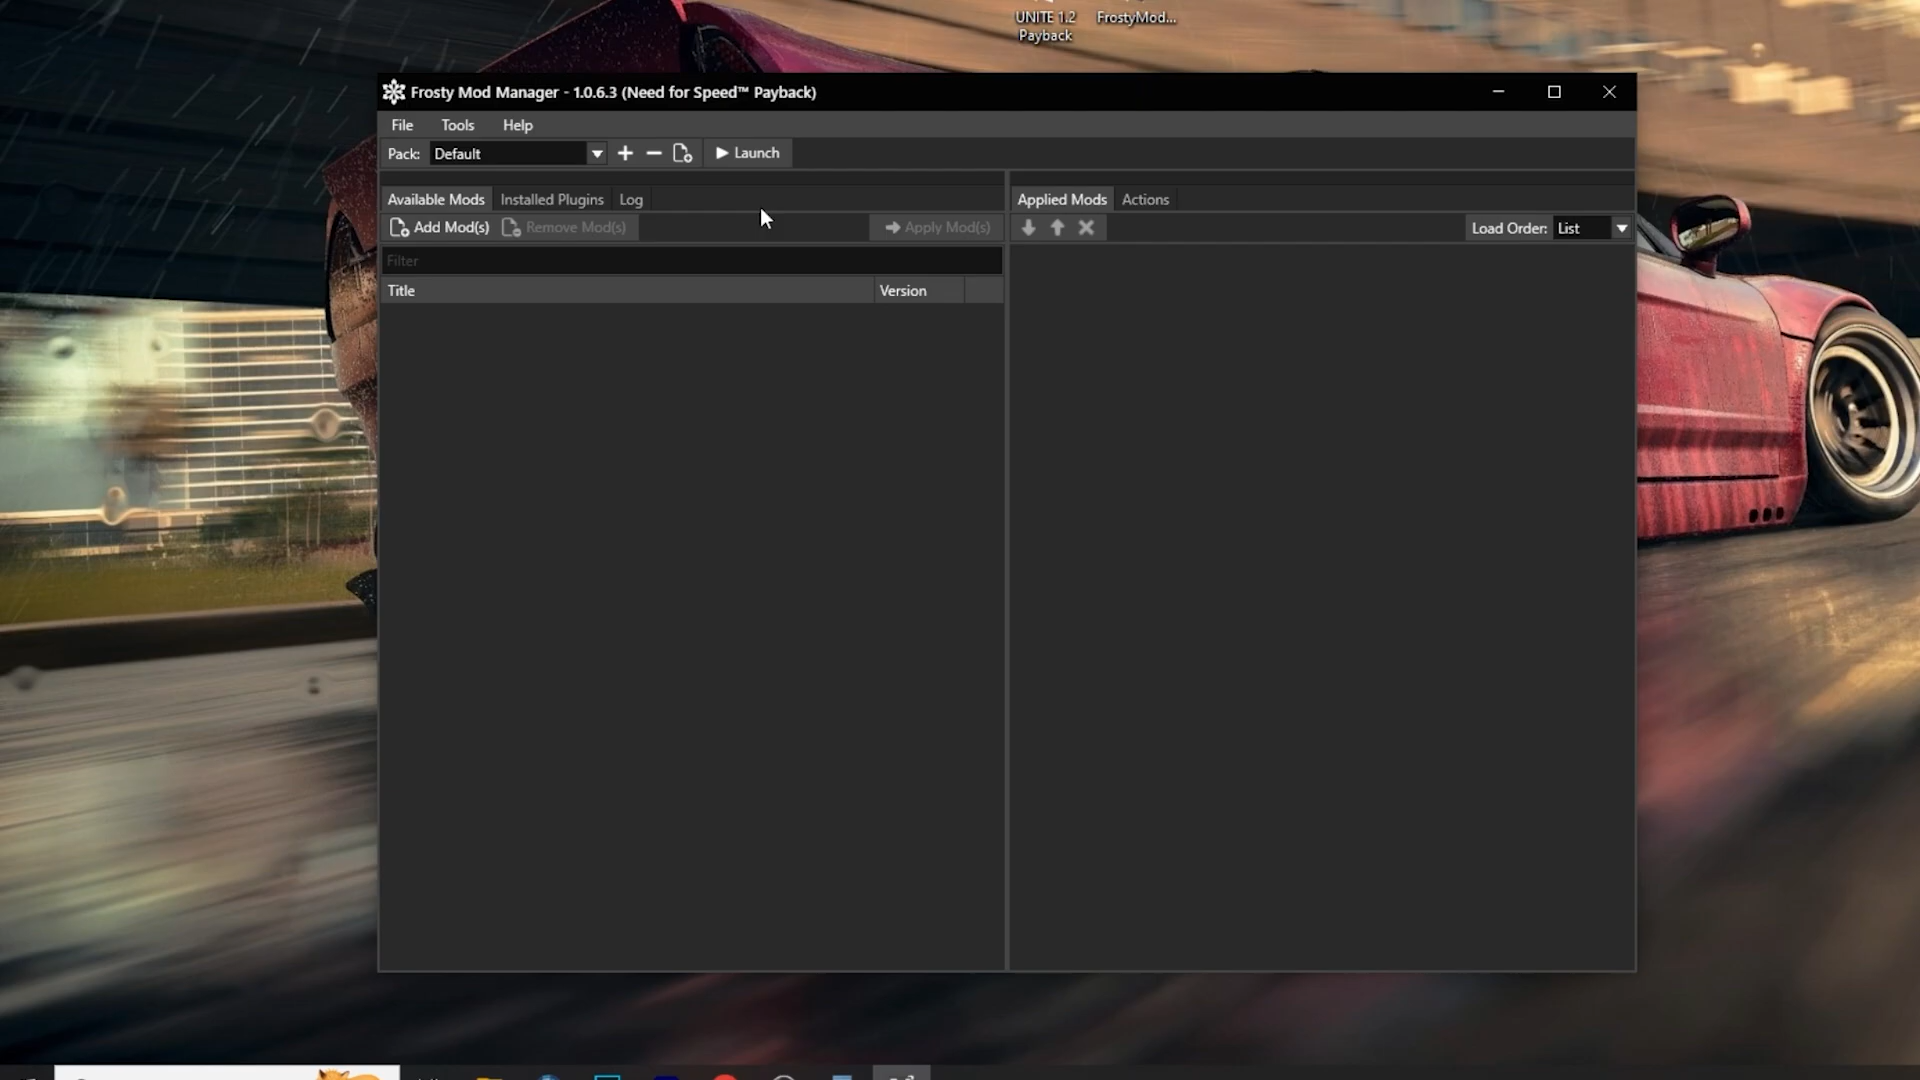 UNITE 1.2
Payback
FrostyMod...
Frosty Mod Manager - 1.0.6.3 (Need for Speed™ Payback)
File Tools Help
Pack: Default Launch
Available Mods Installed Plugins Log
Applied Mods Actions
Add Mod(s) Remove Mod(s) Apply Mod(s)
Load Order: List
Filter
Title Version